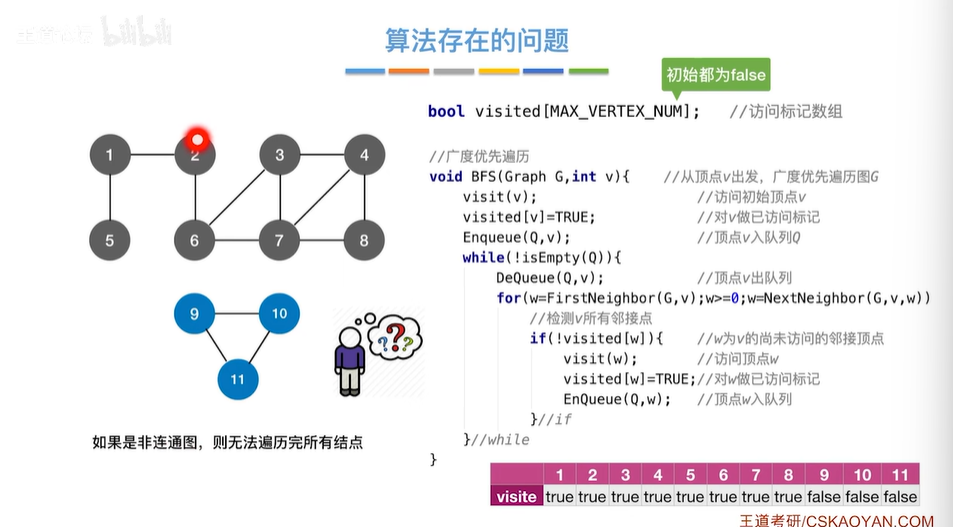 bilibili
算法存在的问题
初始都为false
bool visited[MAX_VERTEX_NUM]; //访问标记数组
1 2 3 4
5 6 7 8
9 10
11
? ? ?
如果是非连通图，则无法遍历完所有结点
//广度优先遍历
void BFS(Graph G,int v){ //从顶点v出发，广度优先遍历图G
visit(v); //访问初始顶点v
visited[v]=TRUE; //对v做已访问标记
Enqueue(Q,v); //顶点v入队列Q
while(!isEmpty(Q)){
DeQueue(Q,v); //顶点v出队列
for(w=FirstNeighbor(G,v);w>=0;w=NextNeighbor(G,v,w))
//检测v所有邻接点
if(!visited[w]){ //w为v的尚未访问的邻接顶点
visit(w); //访问顶点w
visited[w]=TRUE;//对w做已访问标记
EnQueue(Q,w); //顶点w入队列
}//if
}//while
}
1 2 3 4 5 6 7 8 9 10 11
visite true true true true true true true true false false false
王道考研/CSKAOYAN.COM